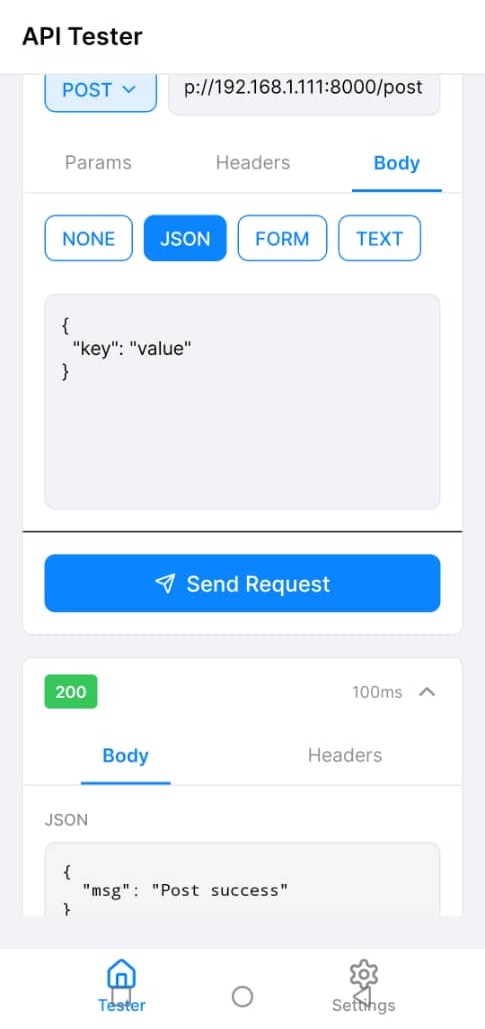 API Tester
POST
p://192.168.1.111:8000/post
Params Headers Body
NONE JSON FORM TEXT
{
"key": "value"
}
Send Request
200 100ms
Body Headers
JSON
{
"msg": "Post success"
}
Tester Settings